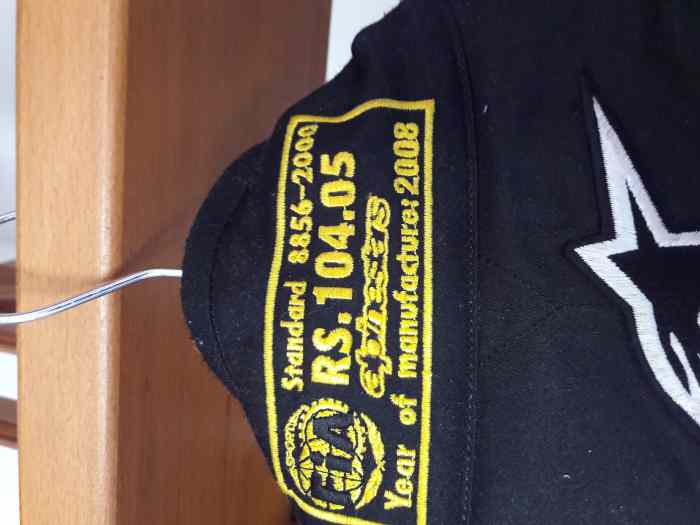 Standard 8856-2000
RS.104.05
alpinestars
Year of manufacture: 2008
FIA